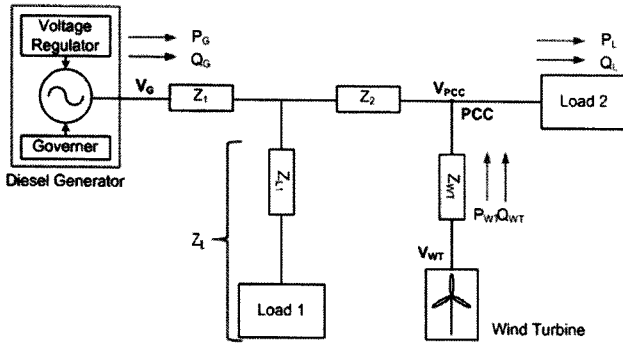 Voltage
Regulator
Governer
Diesel Generator
P_G
Q_G
V_G
Z_1
Z_2
V_PCC
PCC
P_L
Q_L
Load 2
Z_L1
Z_L
Load 1
Z_WT
P_WT Q_WT
V_WT
Wind Turbine